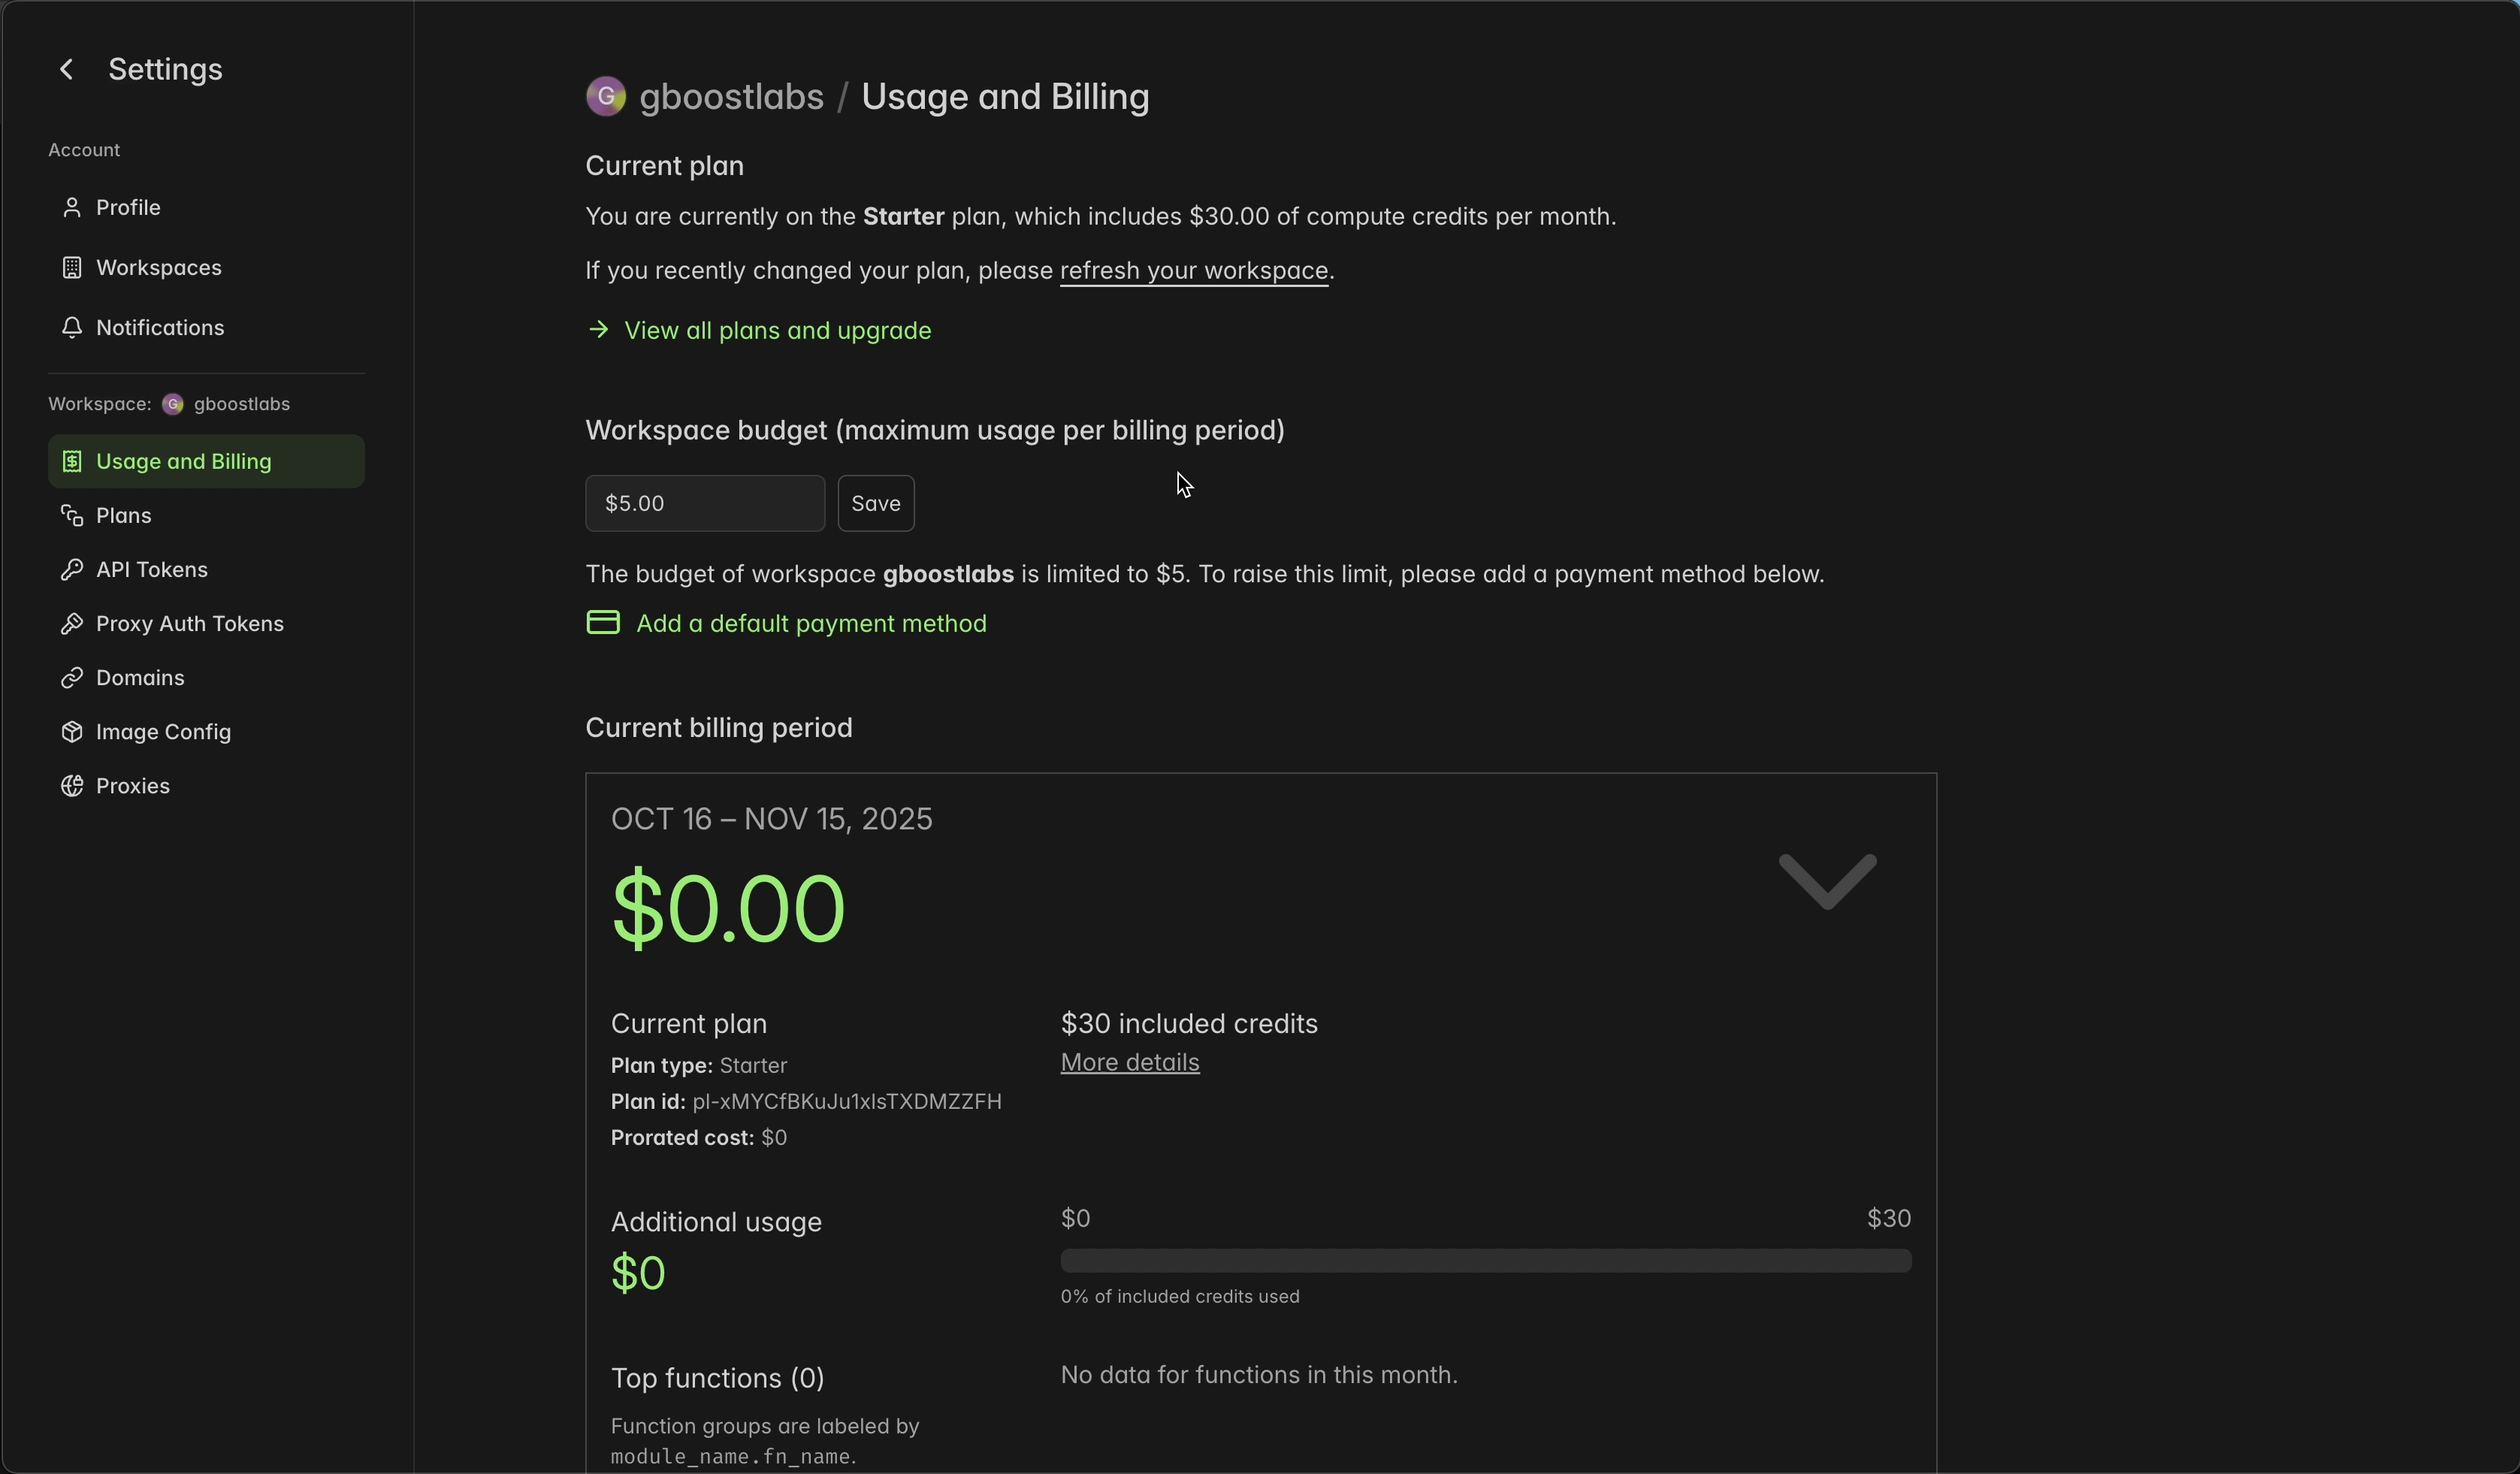 Settings
Account
Profile
Workspaces
Notifications
Workspace: G gboostlabs
Usage and Billing
Plans
API Tokens
Proxy Auth Tokens
Domains
Image Config
Proxies
G gboostlabs / Usage and Billing
Current plan
You are currently on the Starter plan, which includes $30.00 of compute credits per month.
If you recently changed your plan, please refresh your workspace.
View all plans and upgrade
Workspace budget (maximum usage per billing period)
$5.00 Save
The budget of workspace gboostlabs is limited to $5. To raise this limit, please add a payment method below.
Add a default payment method
Current billing period
OCT 16 – NOV 15, 2025
$0.00
Current plan
Plan type: Starter
Plan id: pl-xMYCfBKuJu1xIsTXDMZZFH
Prorated cost: $0
$30 included credits
More details
Additional usage
$0
$0 $30
0% of included credits used
Top functions (0)
Function groups are labeled by
module_name.fn_name.
No data for functions in this month.